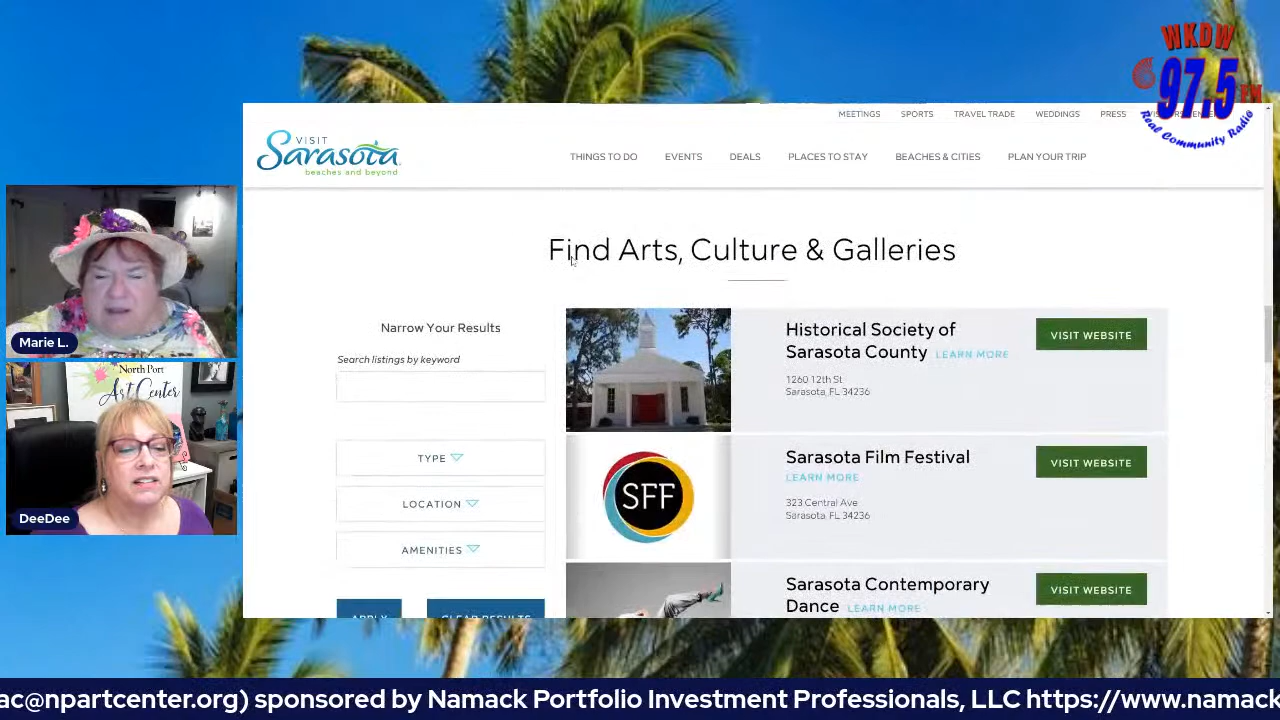 WKDW
97.5 FM
Real Community Radio
MEETINGS SPORTS TRAVEL TRADE WEDDINGS PRESS
VISIT
Sarasota
beaches and beyond
THINGS TO DO EVENTS DEALS PLACES TO STAY BEACHES & CITIES PLAN YOUR TRIP
Find Arts, Culture & Galleries
Narrow Your Results
Search listings by keyword
TYPE
LOCATION
AMENITIES
APPLY CLEAR RESULTS
Historical Society of
Sarasota County LEARN MORE
1260 12th St
Sarasota, FL 34236
VISIT WEBSITE
SFF
Sarasota Film Festival
LEARN MORE
323 Central Ave
Sarasota, FL 34236
VISIT WEBSITE
Sarasota Contemporary
Dance LEARN MORE
VISIT WEBSITE
Marie L.
North Port
Art Center
DeeDee
ac@npartcenter.org) sponsored by Namack Portfolio Investment Professionals, LLC https://www.namack